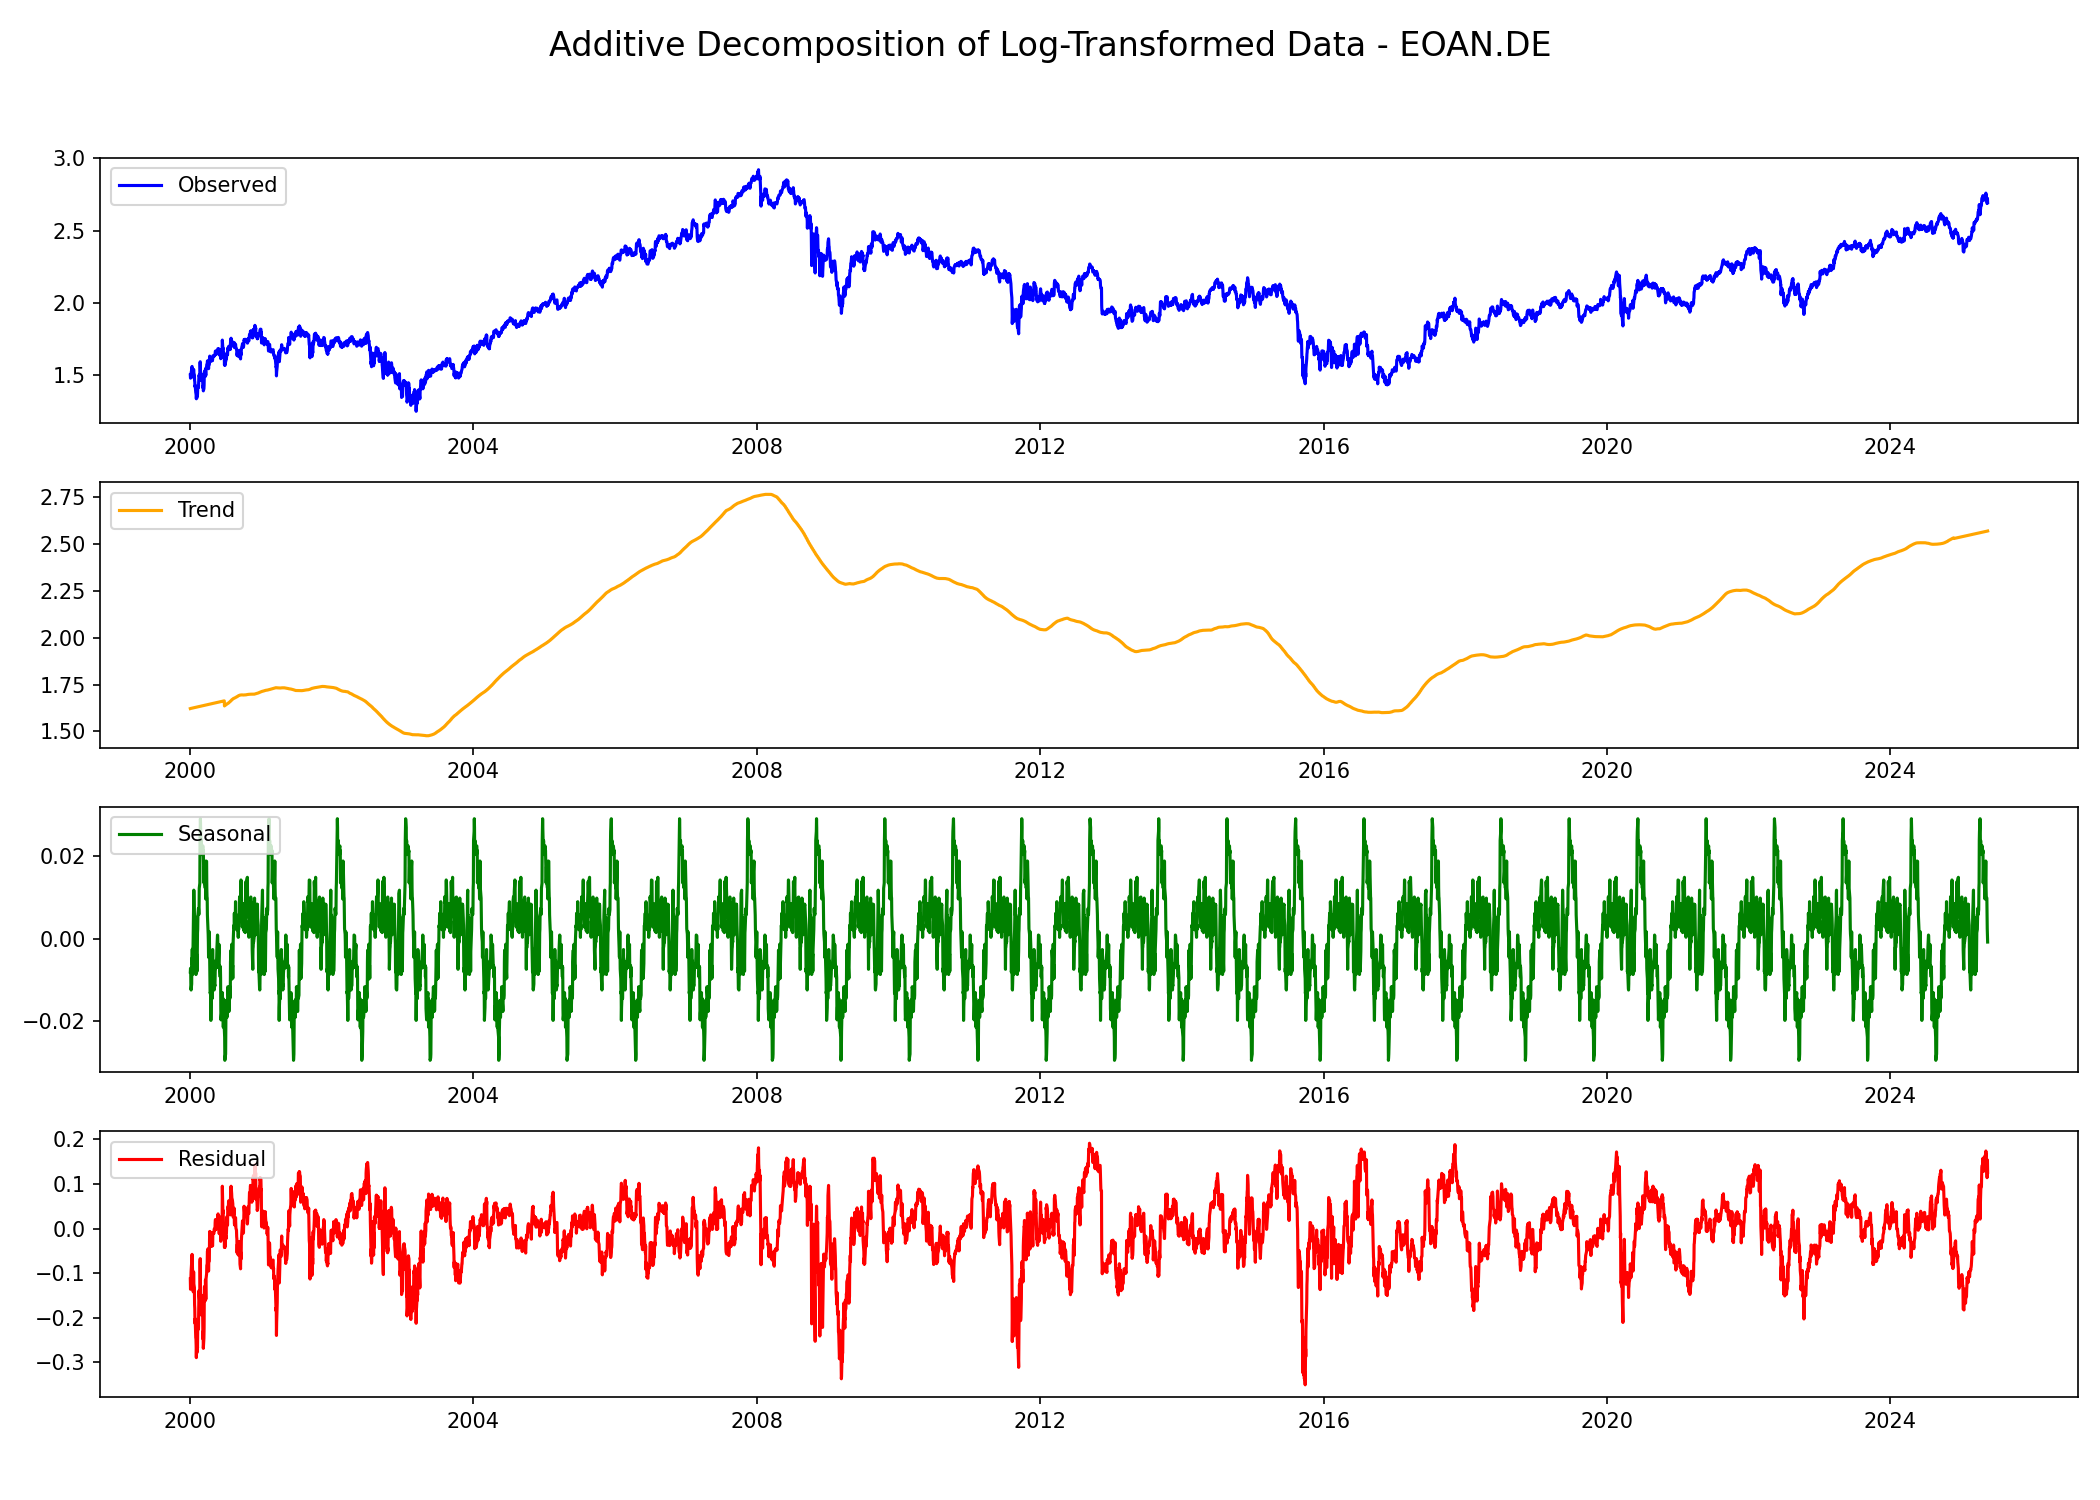 Additive Decomposition of Log-Transformed Data - EOAN.DE
3.0
Observed
2.5
2.0
1.5
2000 2004 2008 2012 2016 2020 2024
2.75
Trend
2.50
2.25
2.00
1.75
1.50
2000 2004 2008 2012 2016 2020 2024
Seasonal
0.02
0.00
−0.02
2000 2004 2008 2012 2016 2020 2024
0.2
Residual
0.1
0.0
−0.1
−0.2
−0.3
2000 2004 2008 2012 2016 2020 2024